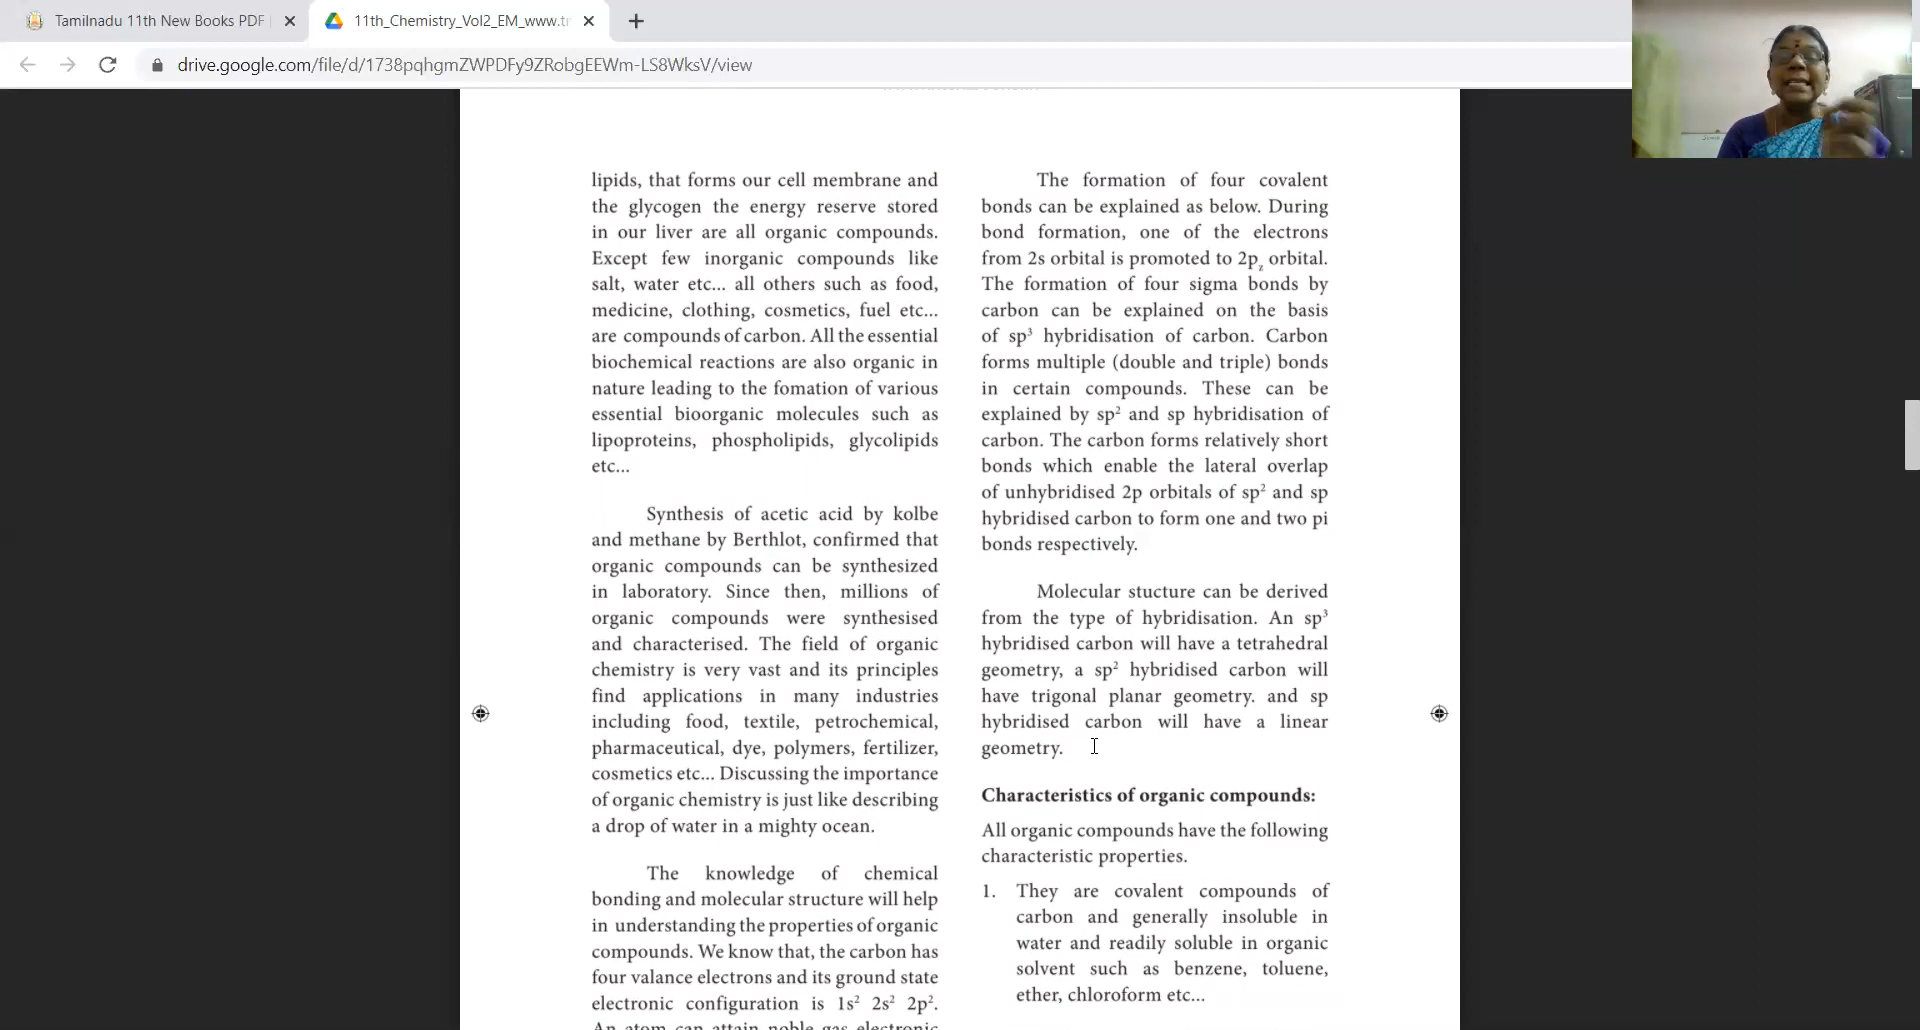 Tamilnadu 11th New Books PDF
11th_Chemistry_Vol2_EM_www.tr
drive.google.com/file/d/1738pqhgmZWPDFy9ZRobgEEWm-LS8WksV/view
lipids, that forms our cell membrane and
the glycogen the energy reserve stored
in our liver are all organic compounds.
Except few inorganic compounds like
salt, water etc... all others such as food,
medicine, clothing, cosmetics, fuel etc...
are compounds of carbon. All the essential
biochemical reactions are also organic in
nature leading to the fomation of various
essential bioorganic molecules such as
lipoproteins, phospholipids, glycolipids
etc...
Synthesis of acetic acid by kolbe
and methane by Berthlot, confirmed that
organic compounds can be synthesized
in laboratory. Since then, millions of
organic compounds were synthesised
and characterised. The field of organic
chemistry is very vast and its principles
find applications in many industries
including food, textile, petrochemical,
pharmaceutical, dye, polymers, fertilizer,
cosmetics etc... Discussing the importance
of organic chemistry is just like describing
a drop of water in a mighty ocean.
The knowledge of chemical
bonding and molecular structure will help
in understanding the properties of organic
compounds. We know that, the carbon has
four valance electrons and its ground state
electronic configuration is 1s² 2s² 2p².
An atom can attain noble gas electronic
The formation of four covalent
bonds can be explained as below. During
bond formation, one of the electrons
from 2s orbital is promoted to 2p_z orbital.
The formation of four sigma bonds by
carbon can be explained on the basis
of sp³ hybridisation of carbon. Carbon
forms multiple (double and triple) bonds
in certain compounds. These can be
explained by sp² and sp hybridisation of
carbon. The carbon forms relatively short
bonds which enable the lateral overlap
of unhybridised 2p orbitals of sp² and sp
hybridised carbon to form one and two pi
bonds respectively.
Molecular stucture can be derived
from the type of hybridisation. An sp³
hybridised carbon will have a tetrahedral
geometry, a sp² hybridised carbon will
have trigonal planar geometry. and sp
hybridised carbon will have a linear
geometry.
Characteristics of organic compounds:
All organic compounds have the following
characteristic properties.
1. They are covalent compounds of
carbon and generally insoluble in
water and readily soluble in organic
solvent such as benzene, toluene,
ether, chloroform etc...